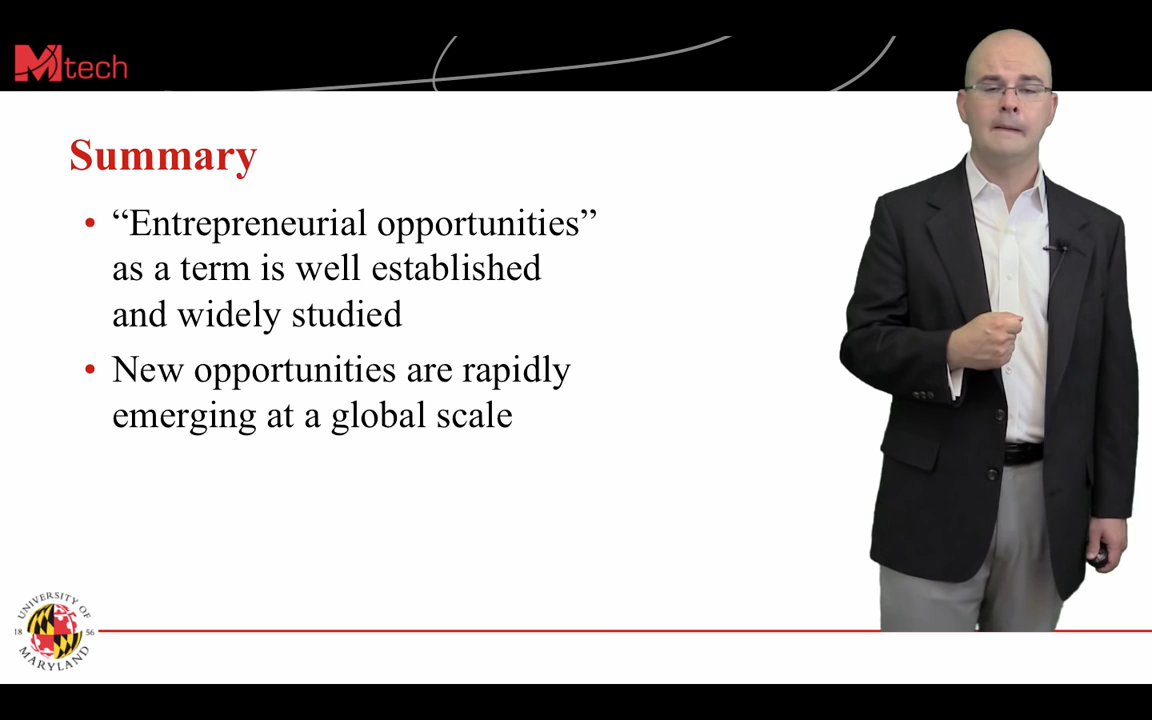 Mtech
Summary
• “Entrepreneurial opportunities”
as a term is well established
and widely studied
• New opportunities are rapidly
emerging at a global scale
UNIVERSITY OF
18 56
MARYLAND